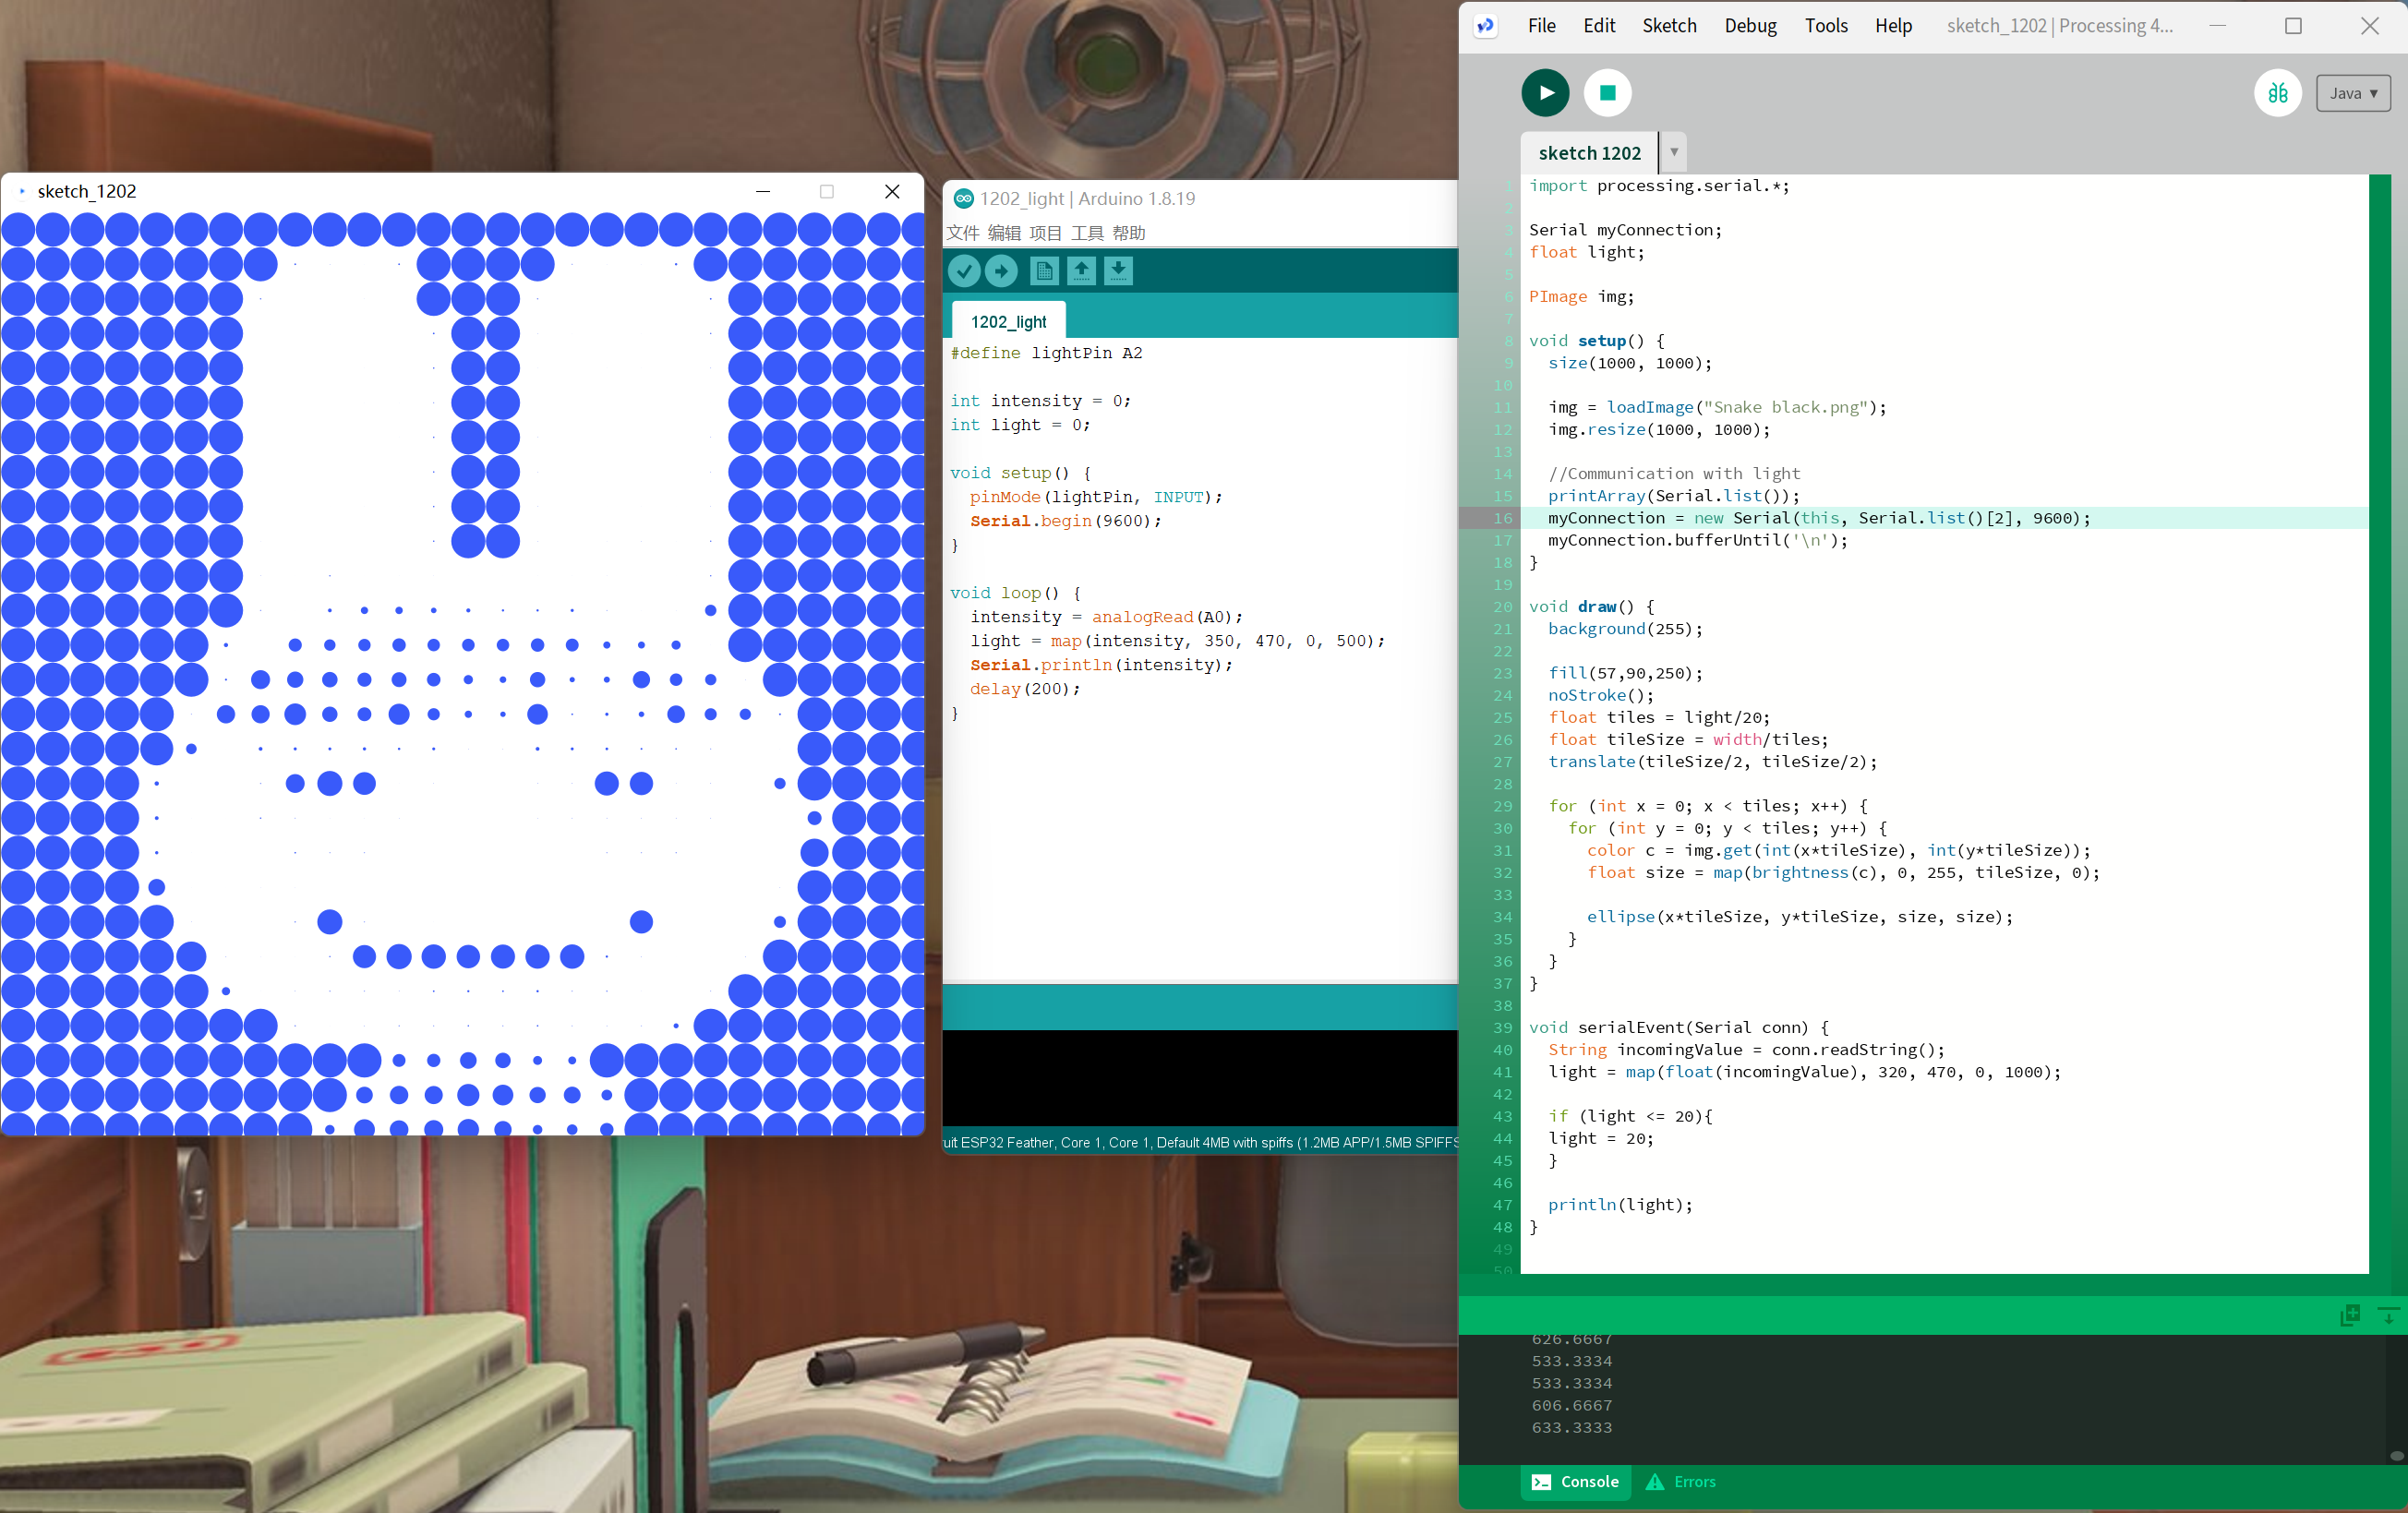 sketch_1202
1202_light | Arduino 1.8.19
文件 编辑 项目 工具 帮助
1202_light
#define lightPin A2
int intensity = 0;
int light = 0;
void setup() {
  pinMode(lightPin, INPUT);
  Serial.begin(9600);
}
void loop() {
  intensity = analogRead(A0);
  light = map(intensity, 350, 470, 0, 500);
  Serial.println(intensity);
  delay(200);
}
ESP32 Feather, Core 1, Core 1, Default 4MB with spiffs (1.2MB APP/1.5MB SPIFFS
File Edit Sketch Debug Tools Help sketch_1202 | Processing 4...
Java ▾
sketch 1202 ▾
1 import processing.serial.*;
2
3 Serial myConnection;
4 float light;
5
6 PImage img;
7
8 void setup() {
9   size(1000, 1000);
10
11   img = loadImage("Snake black.png");
12   img.resize(1000, 1000);
13
14   //Communication with light
15   printArray(Serial.list());
16   myConnection = new Serial(this, Serial.list()[2], 9600);
17   myConnection.bufferUntil('\n');
18 }
19
20 void draw() {
21   background(255);
22
23   fill(57,90,250);
24   noStroke();
25   float tiles = light/20;
26   float tileSize = width/tiles;
27   translate(tileSize/2, tileSize/2);
28
29   for (int x = 0; x < tiles; x++) {
30     for (int y = 0; y < tiles; y++) {
31       color c = img.get(int(x*tileSize), int(y*tileSize));
32       float size = map(brightness(c), 0, 255, tileSize, 0);
33
34       ellipse(x*tileSize, y*tileSize, size, size);
35     }
36   }
37 }
38
39 void serialEvent(Serial conn) {
40   String incomingValue = conn.readString();
41   light = map(float(incomingValue), 320, 470, 0, 1000);
42
43   if (light <= 20){
44   light = 20;
45   }
46
47   println(light);
48 }
49
50
626.6667
533.3334
533.3334
606.6667
633.3333
Console Errors